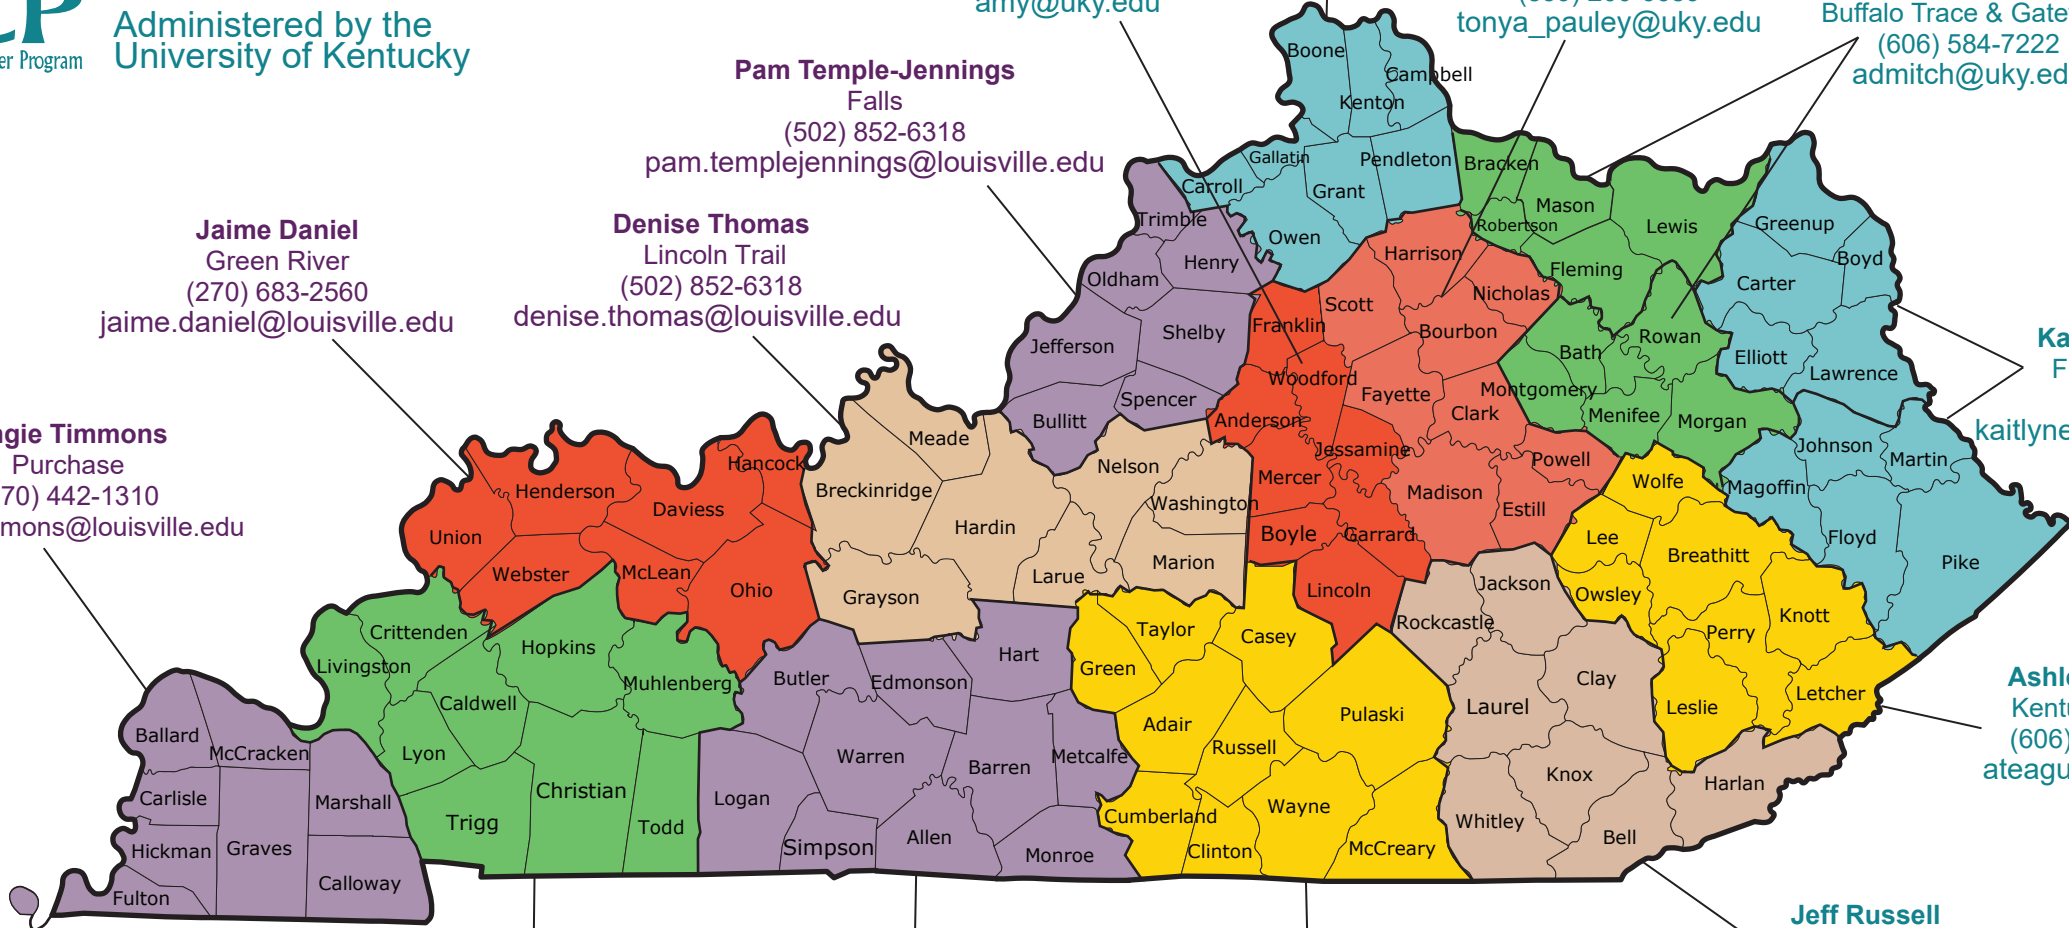 Administered by the
University of Kentucky
er Program
amy@uky.edu
tonya_pauley@uky.edu
Buffalo Trace & Gate
(606) 584-7222
admitch@uky.ed
Pam Temple-Jennings
Falls
(502) 852-6318
pam.templejennings@louisville.edu
Jaime Daniel
Green River
(270) 683-2560
jaime.daniel@louisville.edu
Denise Thomas
Lincoln Trail
(502) 852-6318
denise.thomas@louisville.edu
gie Timmons
Purchase
70) 442-1310
mons@louisville.edu
Ka
F
kaitlyne
Ashle
Kentu
(606)
ateagu
Jeff Russell
Boone
Campbell
Kenton
Gallatin
Pendleton
Carroll
Grant
Owen
Bracken
Mason
Robertson
Lewis
Fleming
Greenup
Boyd
Carter
Elliott
Lawrence
Trimble
Henry
Oldham
Shelby
Jefferson
Spencer
Bullitt
Harrison
Nicholas
Scott
Bourbon
Franklin
Woodford
Fayette
Clark
Anderson
Jessamine
Mercer
Madison
Powell
Estill
Boyle
Garrard
Lincoln
Rowan
Bath
Montgomery
Menifee
Morgan
Johnson
Martin
Magoffin
Floyd
Pike
Wolfe
Lee
Breathitt
Owsley
Knott
Perry
Leslie
Letcher
Meade
Breckinridge
Nelson
Washington
Hardin
Marion
Larue
Grayson
Hancock
Henderson
Daviess
Union
Webster
McLean
Ohio
Crittenden
Livingston
Hopkins
Muhlenberg
Caldwell
Lyon
Christian
Trigg
Todd
Butler
Edmonson
Hart
Warren
Barren
Metcalfe
Logan
Simpson
Allen
Monroe
Taylor
Casey
Green
Adair
Russell
Pulaski
Cumberland
Wayne
Clinton
McCreary
Jackson
Rockcastle
Clay
Laurel
Knox
Harlan
Whitley
Bell
Ballard
McCracken
Carlisle
Marshall
Hickman
Graves
Calloway
Fulton